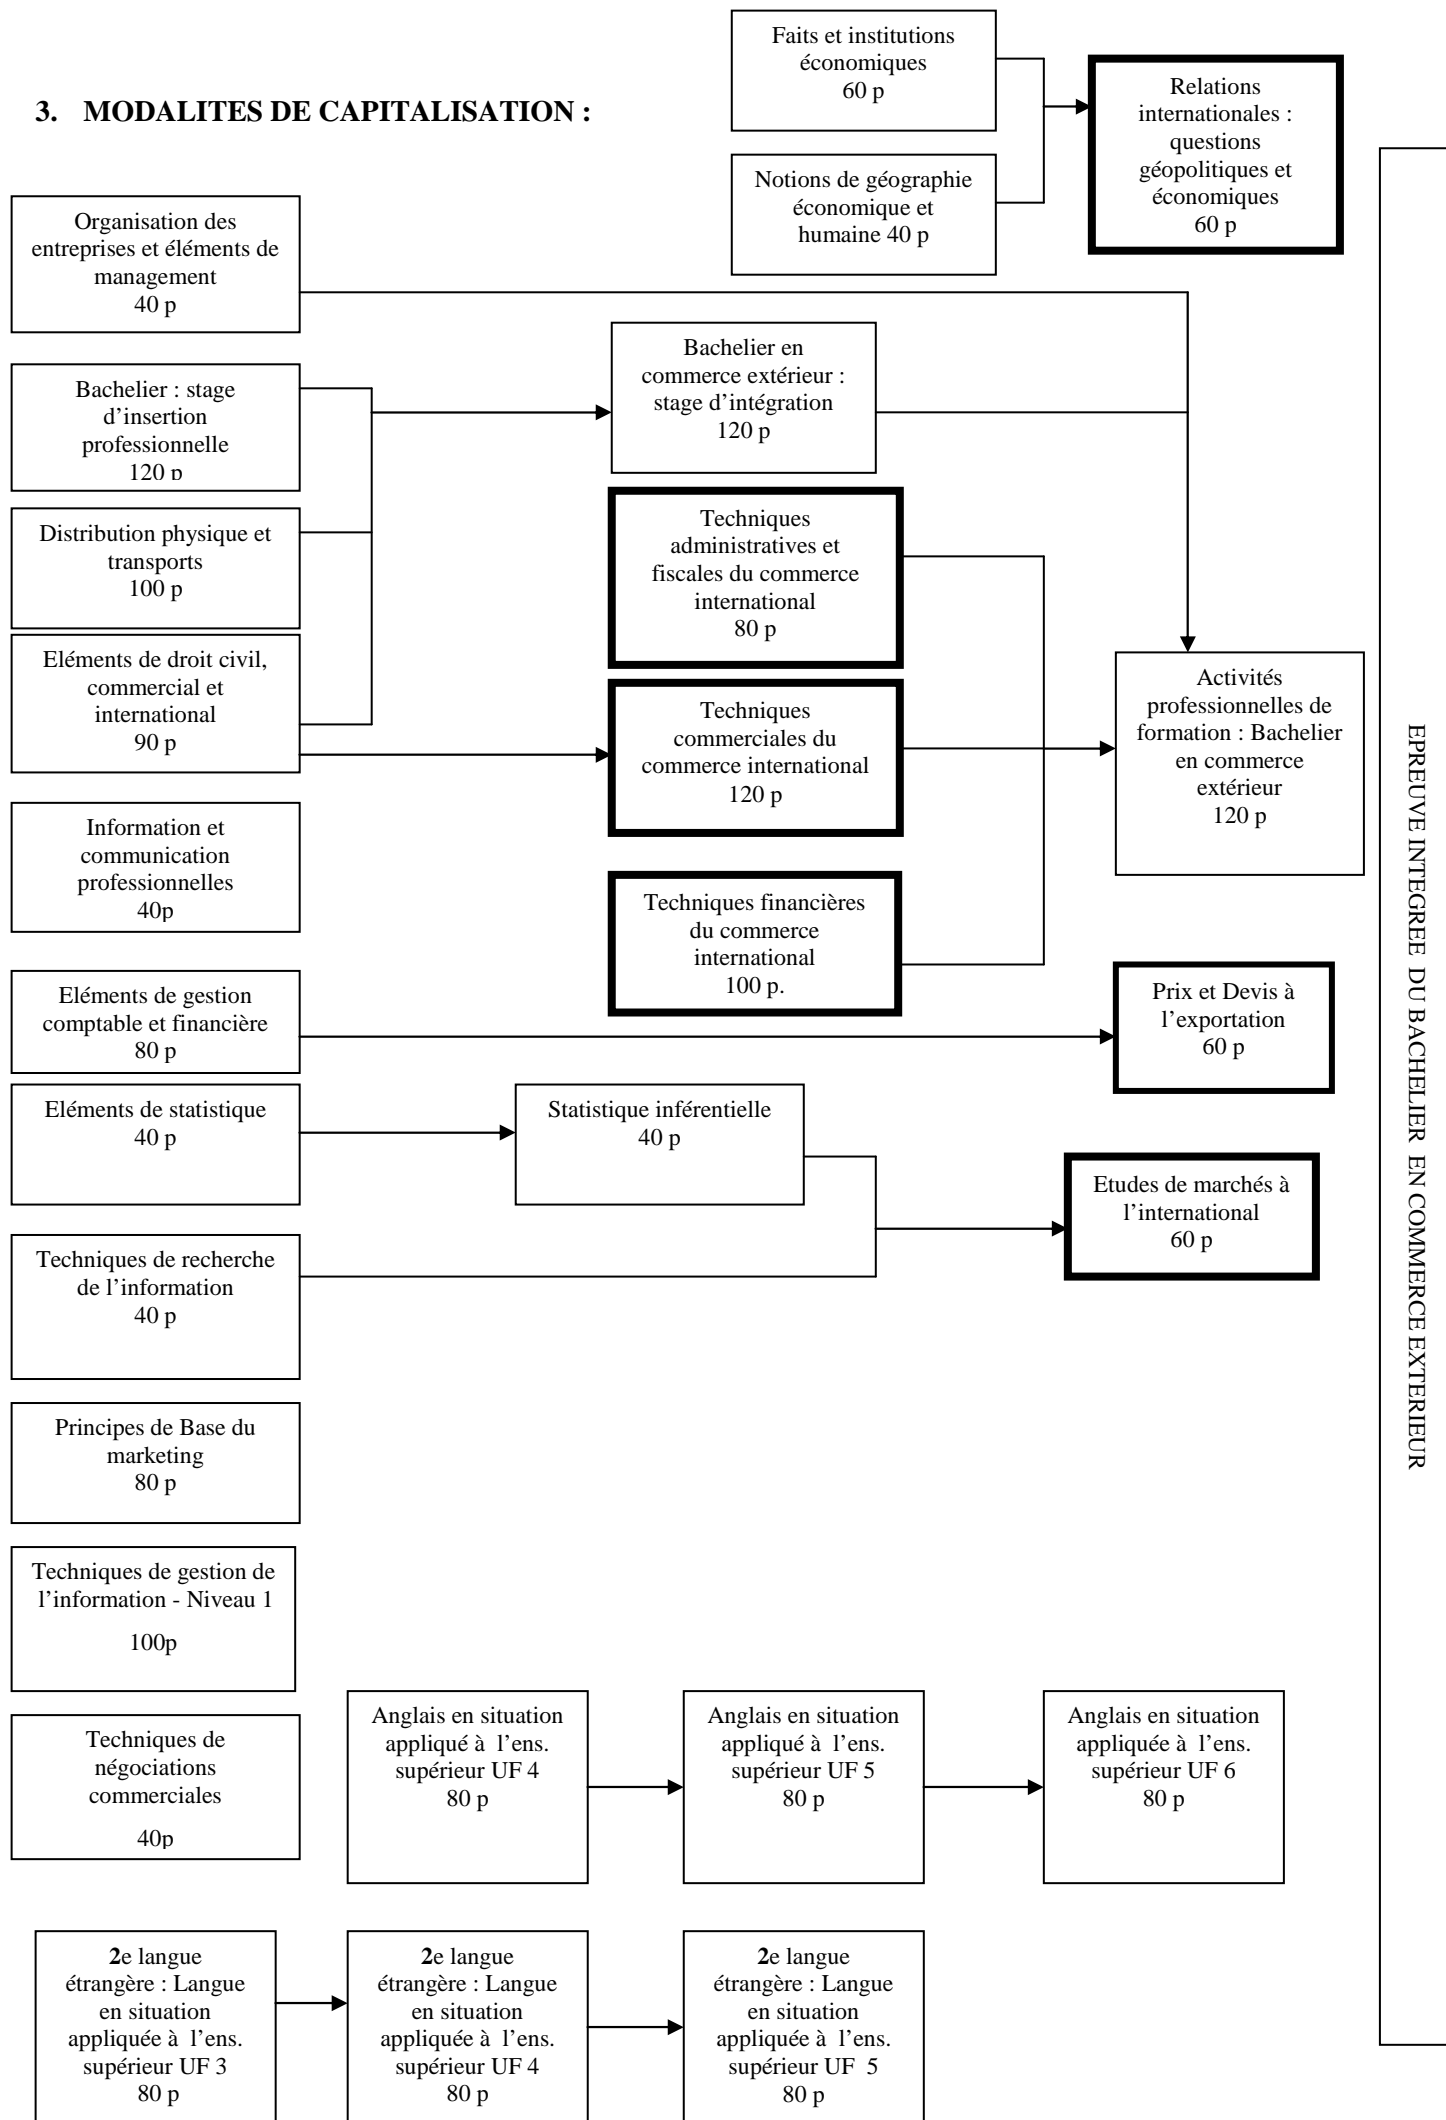 Faits et institutions
économiques
60 p
3. MODALITES DE CAPITALISATION :
Relations
internationales :
questions
géopolitiques et
économiques
60 p
Notions de géographie
économique et
humaine 40 p
Organisation des
entreprises et éléments de
management
40 p
Bachelier en
commerce extérieur :
stage d’intégration
120 p
Bachelier : stage
d’insertion
professionnelle
120 p
Techniques
administratives et
fiscales du commerce
international
80 p
Distribution physique et
transports
100 p
Eléments de droit civil,
commercial et
international
90 p
Techniques
commerciales du
commerce international
120 p
Activités
professionnelles de
formation : Bachelier
en commerce
extérieur
120 p
Information et
communication
professionnelles
40p
Techniques financières
du commerce
international
100 p.
Eléments de gestion
comptable et financière
80 p
Prix et Devis à
l’exportation
60 p
Eléments de statistique
40 p
Statistique inférentielle
40 p
Etudes de marchés à
l’international
60 p
Techniques de recherche
de l’information
40 p
Principes de Base du
marketing
80 p
Techniques de gestion de
l’information - Niveau 1
100p
Techniques de
négociations
commerciales
40p
Anglais en situation
appliqué à l’ens.
supérieur UF 4
80 p
Anglais en situation
appliqué à l’ens.
supérieur UF 5
80 p
Anglais en situation
appliquée à l’ens.
supérieur UF 6
80 p
2e langue
étrangère : Langue
en situation
appliquée à l’ens.
supérieur UF 3
80 p
2e langue
étrangère : Langue
en situation
appliquée à l’ens.
supérieur UF 4
80 p
2e langue
étrangère : Langue
en situation
appliquée à l’ens.
supérieur UF 5
80 p
EPREUVE INTEGREE DU BACHELIER EN COMMERCE EXTERIEUR